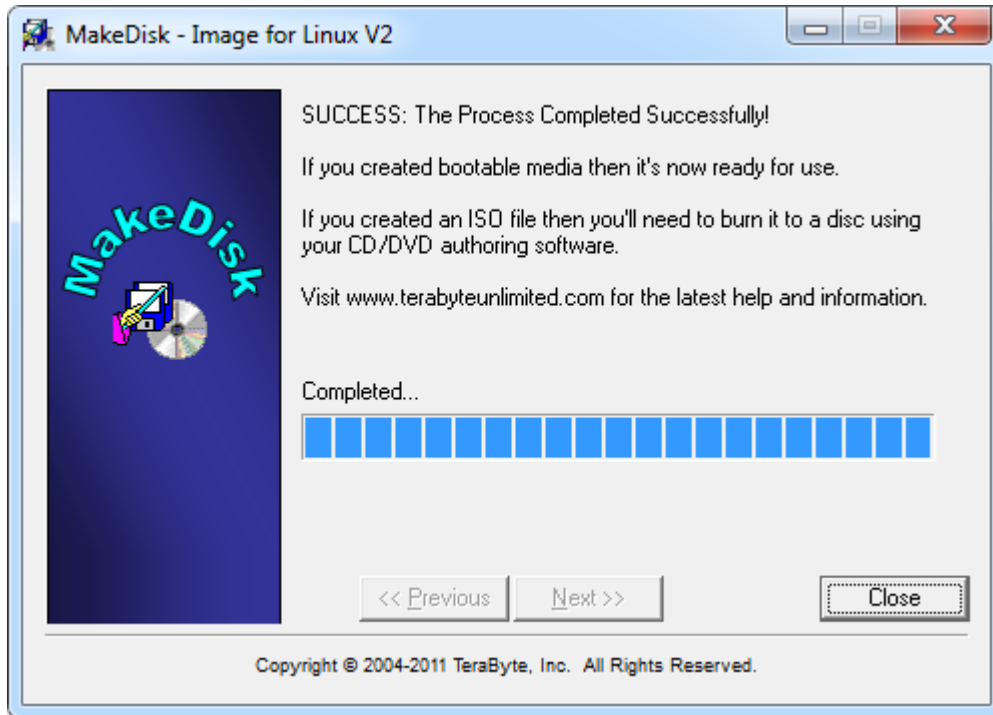 MakeDisk - Image for Linux V2
MakeDisk
SUCCESS: The Process Completed Successfully!
If you created bootable media then it's now ready for use.
If you created an ISO file then you'll need to burn it to a disc using
your CD/DVD authoring software.
Visit www.terabyteunlimited.com for the latest help and information.
Completed...
<< Previous
Next >>
Close
Copyright © 2004-2011 TeraByte, Inc. All Rights Reserved.